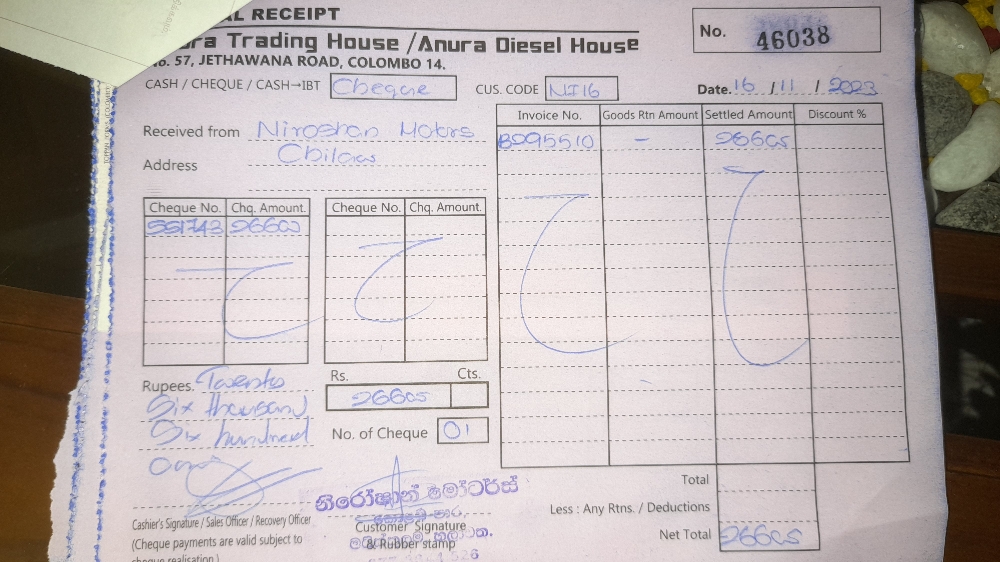 AL RECEIPT
ura Trading House / Anura Diesel House
o. 57, JETHAWANA ROAD, COLOMBO 14.
No. 46038
CASH / CHEQUE / CASH→IBT Cheque
CUS. CODE NI16
Date. 16 / 11 / 2023
Received from Niroshan Motors
Address Chilaw
Invoice No. Goods Rtn Amount Settled Amount Discount %
B295510 - 26605
Cheque No. Chq. Amount. Cheque No. Chq. Amount.
551743 26605
Rupees. Twenty
Six thousand
Six hundred
Rs. Cts.
26605
No. of Cheque 01
නිරෝෂාන් මෝටර්ස්
Cashier's Signature / Sales Officer / Recovery Officer
Customer Signature
& Rubber stamp
(Cheque payments are valid subject to
cheque realisation.)
Total
Less : Any Rtns. / Deductions
Net Total 26605